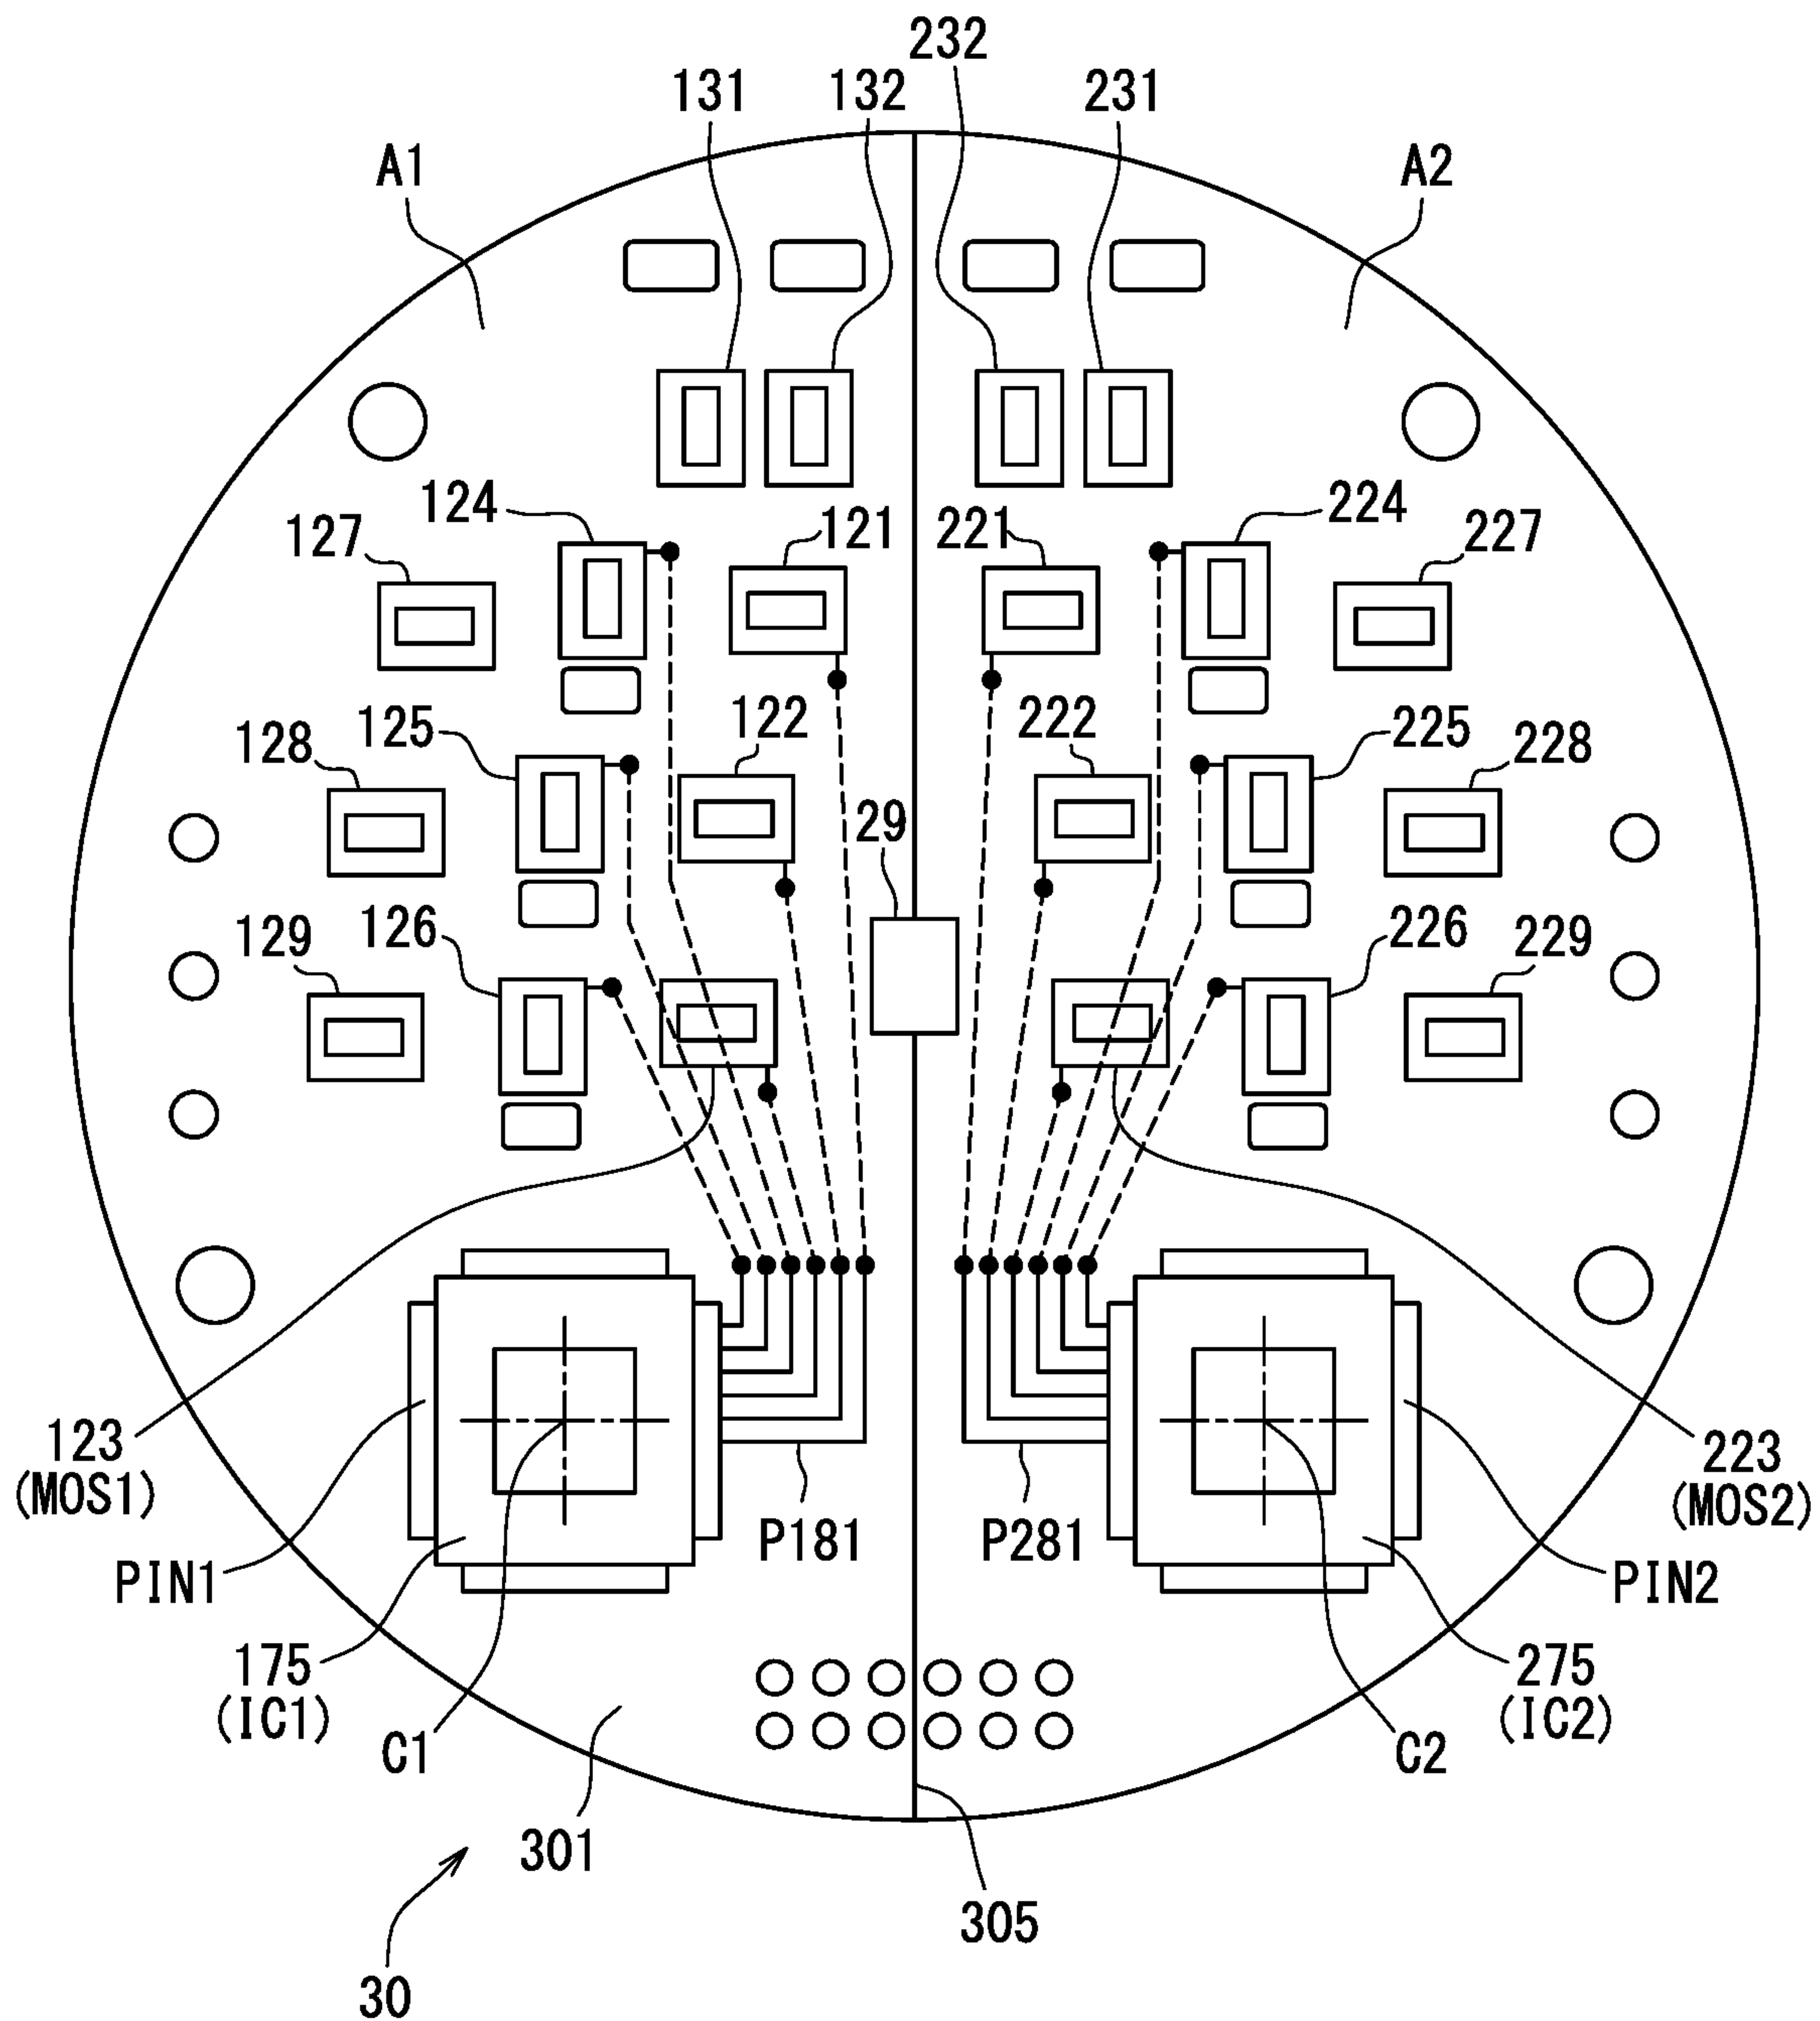 232
131 132 231
A1 A2
124 121 221 224
127 227
125 122 222 225
128 29 228
129 126 226 229
123
(MOS1)
223
(MOS2)
P181 P281
PIN1 PIN2
175
(IC1)
275
(IC2)
C1 C2
301
305
30